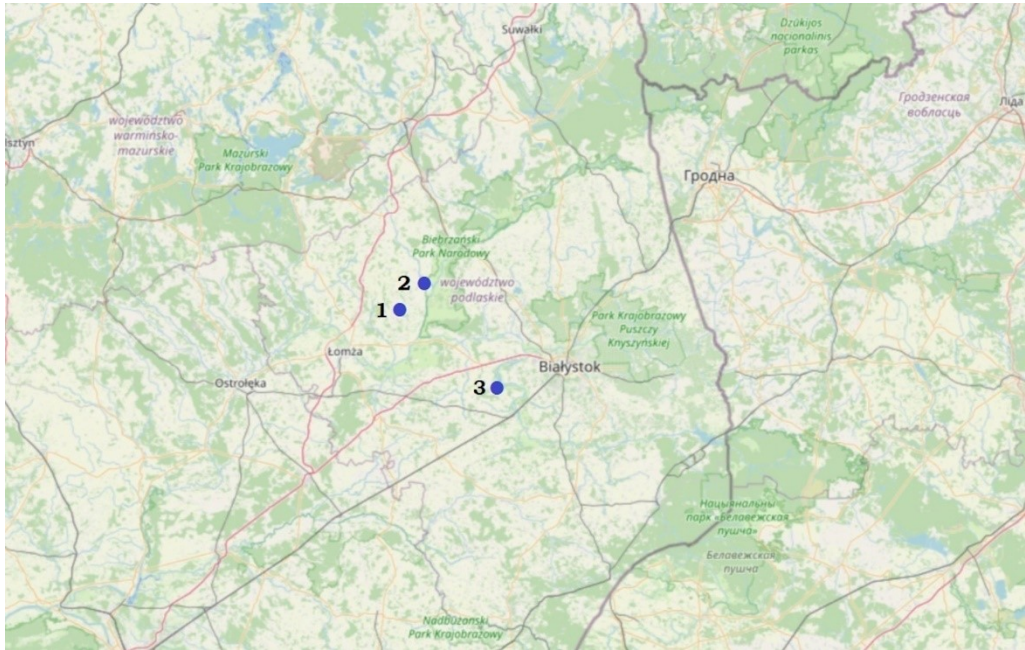 Suwałki
Dzūkijos
nacionalinis
parkas
województwo
warmińsko-
mazurskie
Гродзенская
вобласць
Ліда
lsztyn
Mazurski
Park Krajobrazowy
Гродна
Biebrzański
Park Narodowy
2
województwo
podlaskie
1
Park Krajobrazowy
Puszczy
Knyszyńskiej
Łomża
Białystok
Ostrołęka
3
Нацыянальны
парк «Белавежская
пушча»
Белавежская
пушча
Nadbużański
Park Krajobrazowy